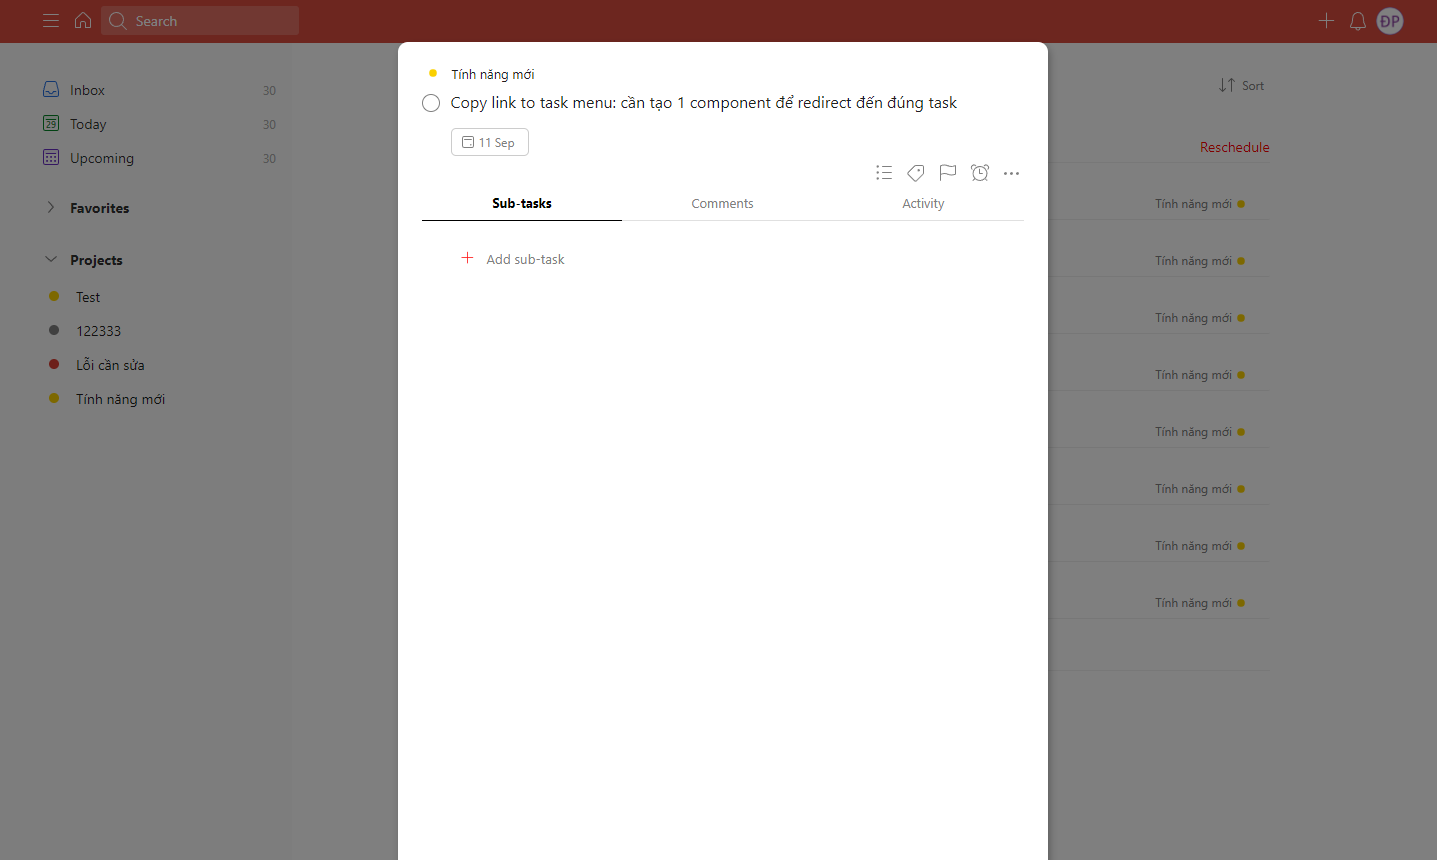 Search
ĐP
Inbox 30
29 Today 30
Upcoming 30
Favorites
Projects
Test
122333
Lỗi cần sửa
Tính năng mới
Tính năng mới
Copy link to task menu: cần tạo 1 component để redirect đến đúng task
11 Sep
Sub-tasks Comments Activity
Add sub-task
Sort
Reschedule
Tính năng mới
Tính năng mới
Tính năng mới
Tính năng mới
Tính năng mới
Tính năng mới
Tính năng mới
Tính năng mới